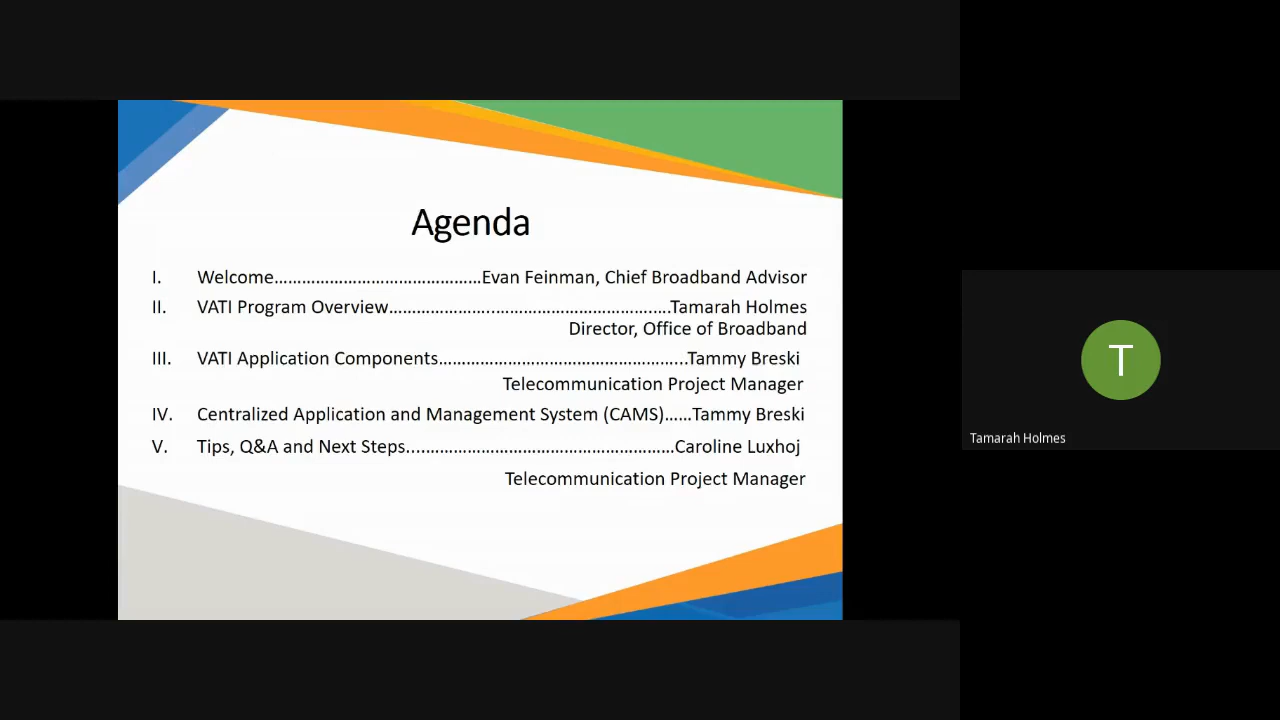 Agenda
I. Welcome.............................................Evan Feinman, Chief Broadband Advisor
II. VATI Program Overview.............................................................Tamarah Holmes
Director, Office of Broadband
III. VATI Application Components......................................................Tammy Breski
Telecommunication Project Manager
IV. Centralized Application and Management System (CAMS)......Tammy Breski
V. Tips, Q&A and Next Steps..........................................................Caroline Luxhoj
Telecommunication Project Manager
T
Tamarah Holmes